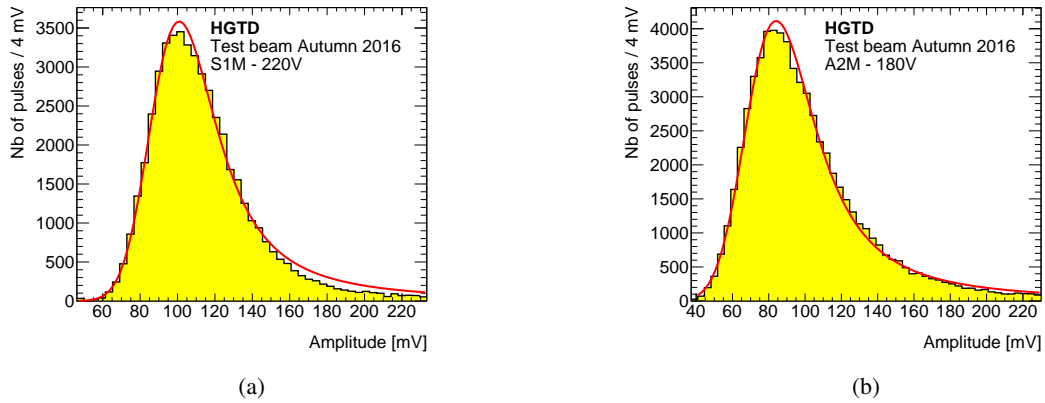 Nb of pulses / 4 mV
3500
3000
2500
2000
1500
1000
500
0
HGTD
Test beam Autumn 2016
S1M - 220V
60 80 100 120 140 160 180 200 220
Amplitude [mV]
(a)
Nb of pulses / 4 mV
4000
3500
3000
2500
2000
1500
1000
500
0
HGTD
Test beam Autumn 2016
A2M - 180V
40 60 80 100 120 140 160 180 200 220
Amplitude [mV]
(b)